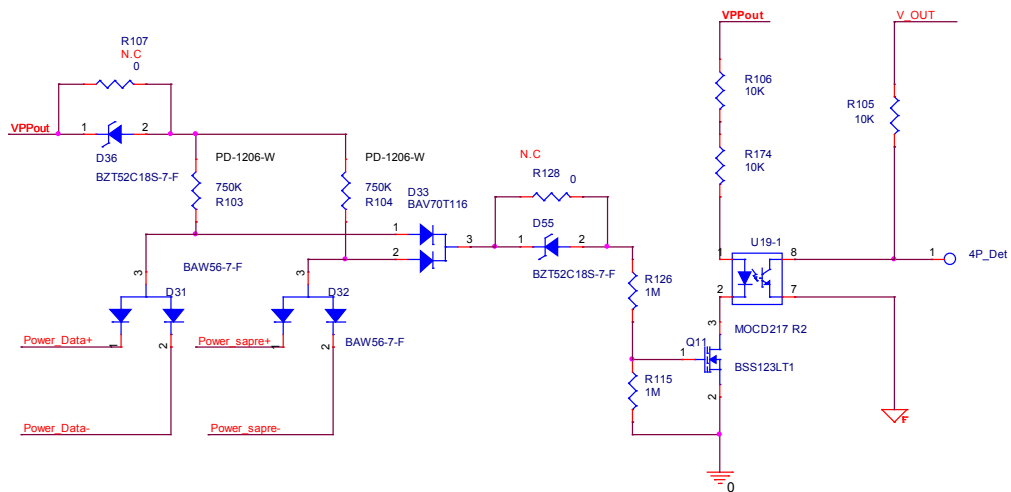 R107
N.C
0
VPPout
1
2
D36
BZT52C18S-7-F
PD-1206-W
750K
R103
PD-1206-W
750K
R104
D33
BAV70T116
1
2
3
N.C
R128
0
D55
1
2
BZT52C18S-7-F
VPPout
R106
10K
R174
10K
V_OUT
R105
10K
U19-1
1
8
2
7
MOCD217 R2
1
4P_Det
BAW56-7-F
3
D31
1
2
Power_Data+
Power_Data-
3
D32
BAW56-7-F
1
2
Power_sapre+
Power_sapre-
R126
1M
R115
1M
Q11
3
1
2
BSS123LT1
0
F